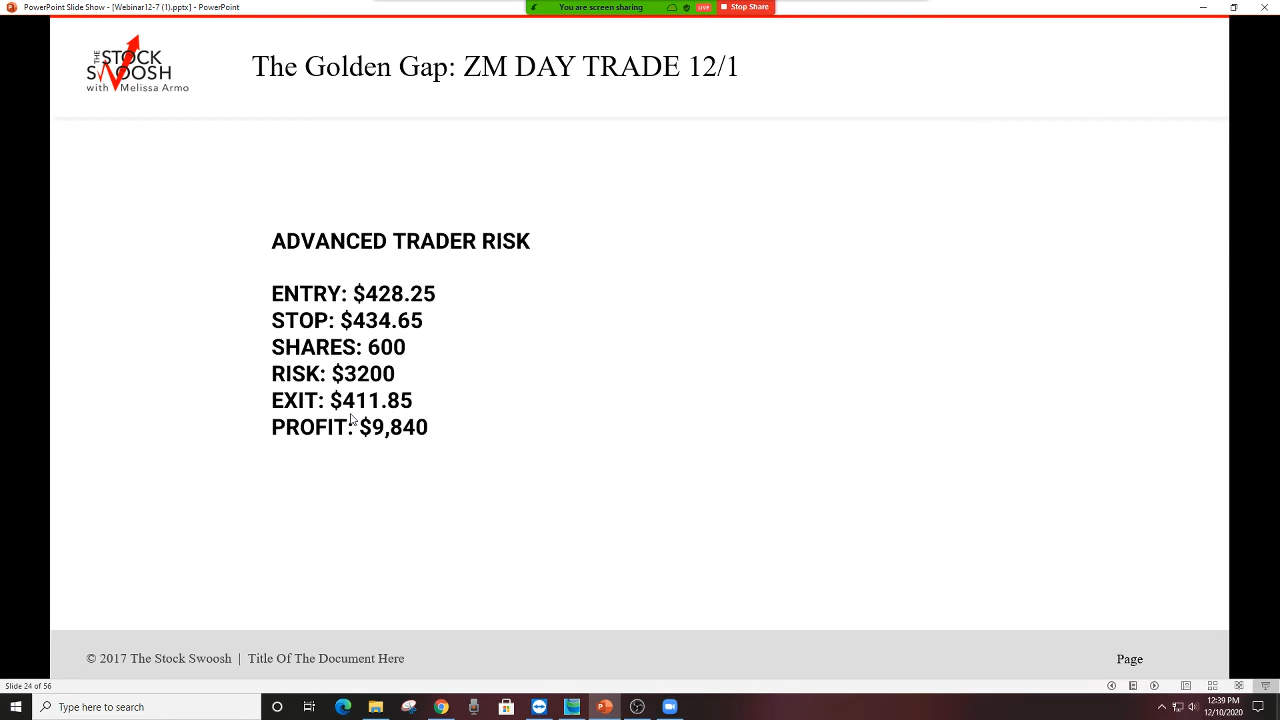 PowerPoint Slide Show - [Webinar12-7 (1).pptx] - PowerPoint
You are screen sharing
LIVE
Stop Share
THE STOCK
SWOOSH
with Melissa Armo
The Golden Gap: ZM DAY TRADE 12/1
ADVANCED TRADER RISK
ENTRY: $428.25
STOP: $434.65
SHARES: 600
RISK: $3200
EXIT: $411.85
PROFIT: $9,840
© 2017 The Stock Swoosh | Title Of The Document Here
Page
Slide 24 of 56
Type here to search
12:39 PM
12/10/2020